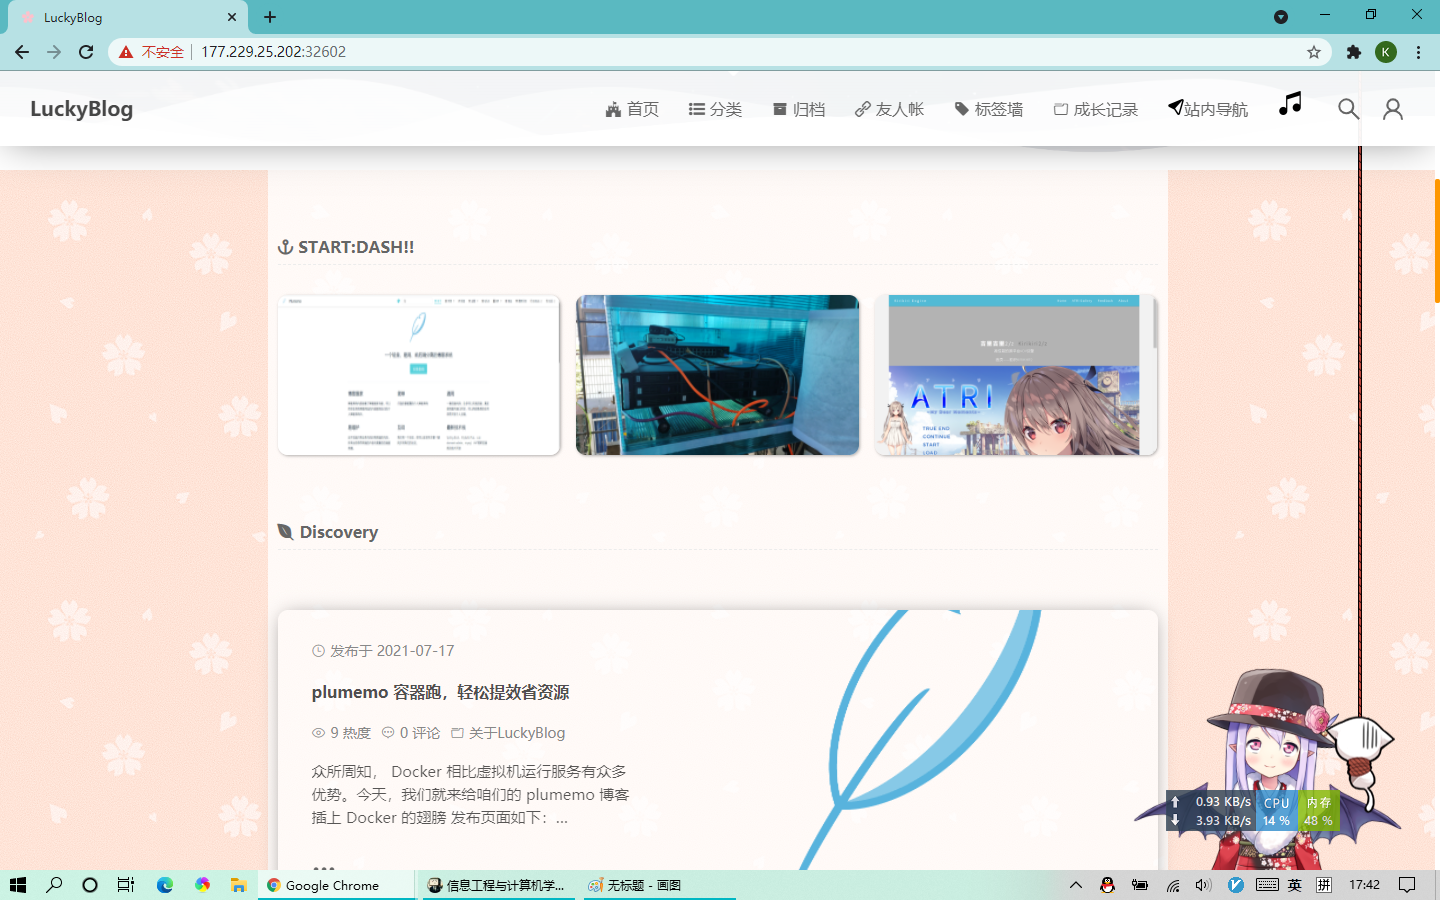 LuckyBlog
不安全
177.229.25.202:32602
K
LuckyBlog
首页
分类
归档
友人帐
标签墙
成长记录
站内导航
START:DASH!!
ATRI
TRUE END
CONTINUE
START
LOAD
Discovery
发布于 2021-07-17
plumemo 容器跑，轻松提效省资源
9 热度 0 评论 关于LuckyBlog
众所周知， Docker 相比虚拟机运行服务有众多
优势。今天，我们就来给咱们的 plumemo 博客
插上 Docker 的翅膀 发布页面如下：...
0.93 KB/s CPU 内存
3.93 KB/s 14 % 48 %
Google Chrome
信息工程与计算机学...
无标题 - 画图
英
拼
17:42